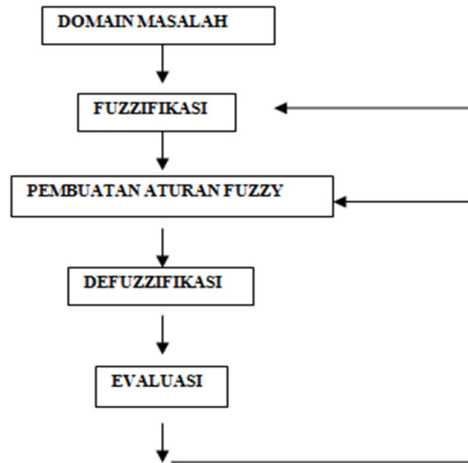 DOMAIN MASALAH
FUZZIFIKASI
PEMBUATAN ATURAN FUZZY
DEFUZZIFIKASI
EVALUASI